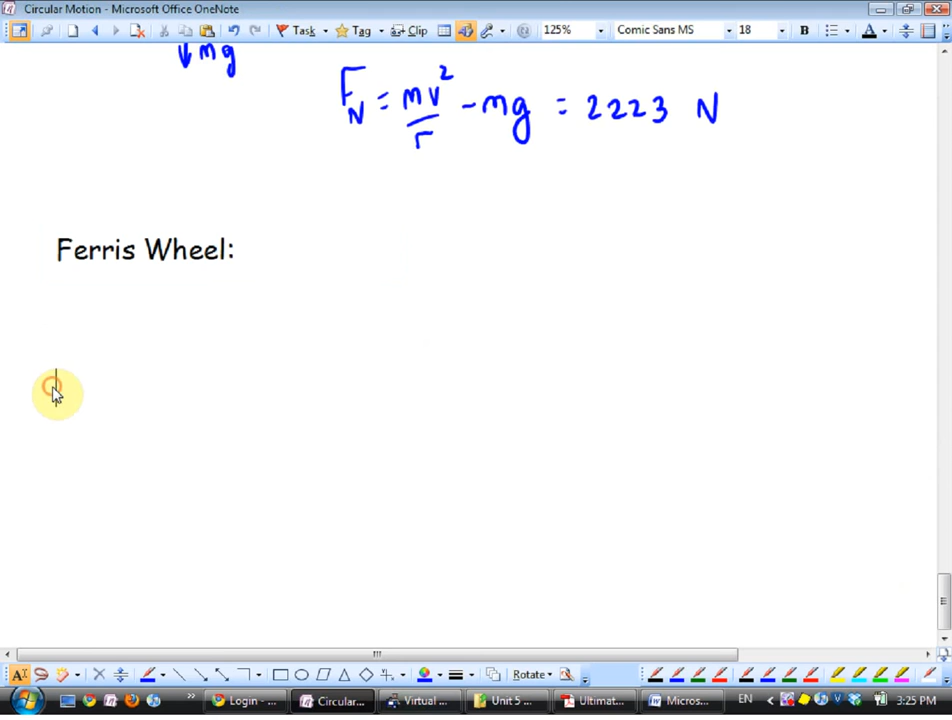 Circular Motion - Microsoft Office OneNote
Task Tag Clip 125% Comic Sans MS 18 B A
mg
F_N = mv²/r - mg = 2223 N
Ferris Wheel:
Rotate
Login - ... Circular... Virtual ... Unit 5 ... Ultimat... Micros... EN 3:25 PM